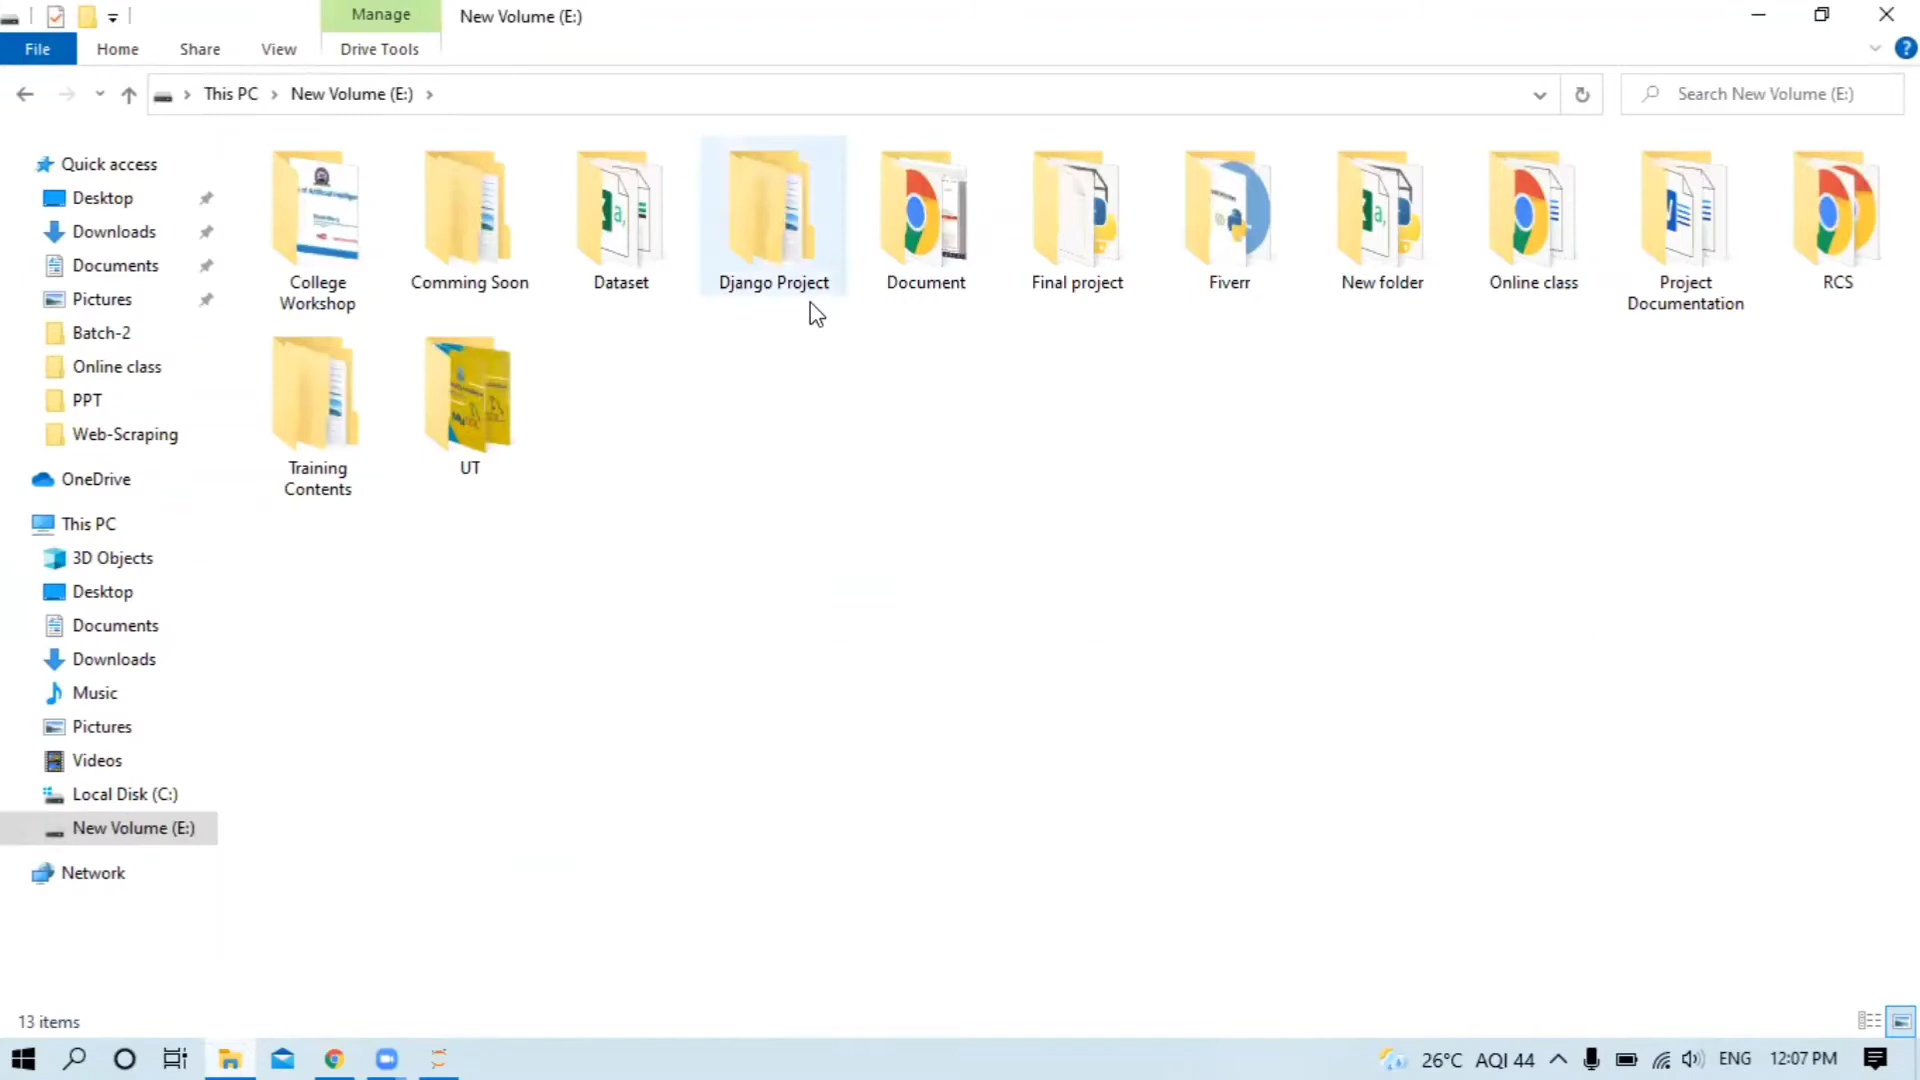 Manage
New Volume (E:)
File
Home
Share
View
Drive Tools
This PC
New Volume (E:)
Search New Volume (E:)
Quick access
Desktop
Downloads
Documents
Pictures
Batch-2
Online class
PPT
Web-Scraping
OneDrive
This PC
3D Objects
Desktop
Documents
Downloads
Music
Pictures
Videos
Local Disk (C:)
New Volume (E:)
Network
College
Workshop
Comming Soon
Dataset
Django Project
Document
Final project
Fiverr
New folder
Online class
Project
Documentation
RCS
Training
Contents
UT
13 items
26°C AQI 44
ENG
12:07 PM